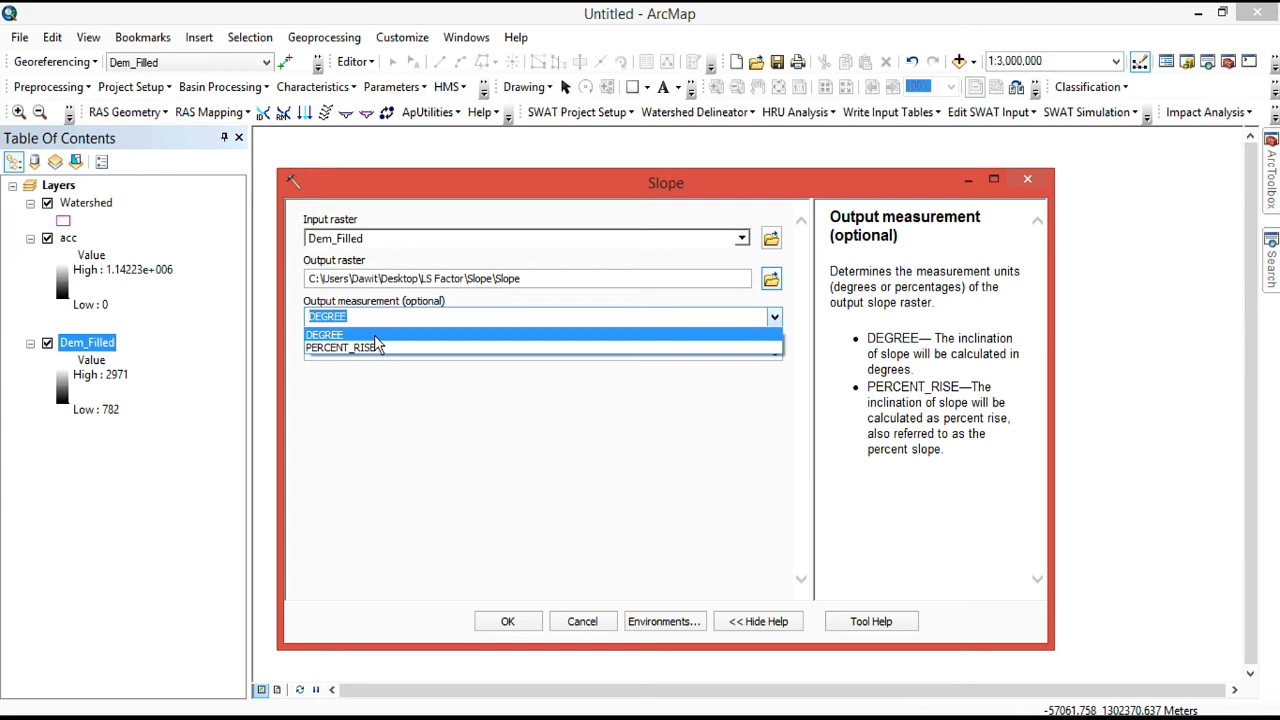 Untitled - ArcMap
File Edit View Bookmarks Insert Selection Geoprocessing Customize Windows Help
Georeferencing Dem_Filled Editor 1:3,000,000
Preprocessing Project Setup Basin Processing Characteristics Parameters HMS Drawing 100% Classification
RAS Geometry RAS Mapping ApUtilities Help SWAT Project Setup Watershed Delineator HRU Analysis Write Input Tables Edit SWAT Input SWAT Simulation Impact Analysis
Table Of Contents
Layers
Watershed
acc
Value
High : 1.14223e+006
Low : 0
Dem_Filled
Value
High : 2971
Low : 782
Slope
Input raster
Dem_Filled
Output raster
C:\Users\Dawit\Desktop\LS Factor\Slope\Slope
Output measurement (optional)
DEGREE
DEGREE
PERCENT_RISE
Output measurement
(optional)
Determines the measurement units
(degrees or percentages) of the
output slope raster.
• DEGREE— The inclination
of slope will be calculated in
degrees.
• PERCENT_RISE—The
inclination of slope will be
calculated as percent rise,
also referred to as the
percent slope.
OK Cancel Environments... << Hide Help Tool Help
ArcToolbox
Search
-57061.758 1302370.637 Meters